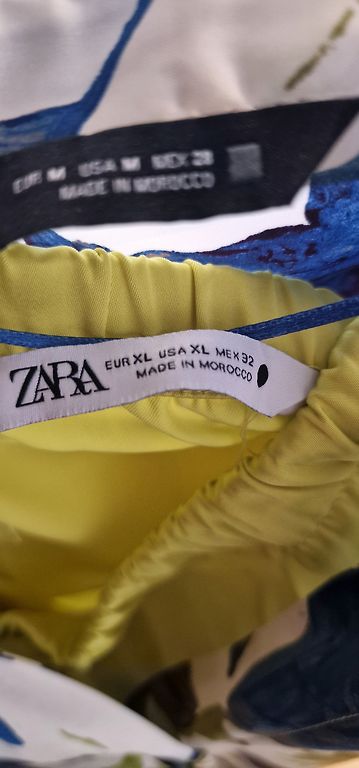 EUR M USA M MEX 28
MADE IN MOROCCO
ZARA
EUR XL USA XL MEX 32
MADE IN MOROCCO